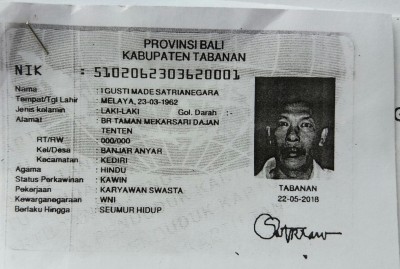 PROVINSI BALI
KABUPATEN TABANAN
NIK : 5102062303620001
Nama : I GUSTI MADE SATRIANEGARA
Tempat/Tgl Lahir : MELAYA, 23-03-1962
Jenis kelamin : LAKI-LAKI Gol. Darah : -
Alamat : BR TAMAN MEKARSARI DAJAN
TENTEN
RT/RW : 000/000
Kel/Desa : BANJAR ANYAR
Kecamatan : KEDIRI
Agama : HINDU
Status Perkawinan : KAWIN
Pekerjaan : KARYAWAN SWASTA
Kewarganegaraan : WNI
Berlaku Hingga : SEUMUR HIDUP
TABANAN
22-05-2018